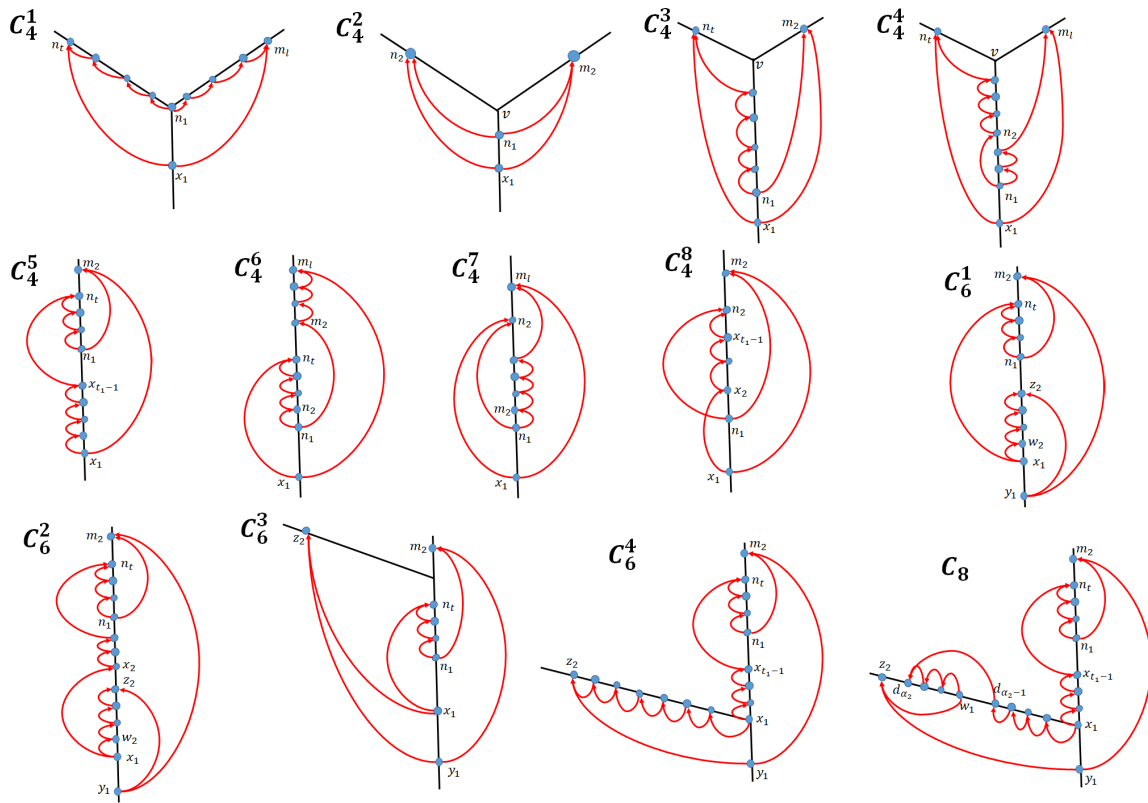 C_4^1
n_t
m_l
n_1
x_1
C_4^2
n_2
m_2
v
n_1
x_1
C_4^3
n_t
m_2
v
n_1
x_1
C_4^4
n_t
m_l
v
n_2
n_1
x_1
C_4^5
m_2
n_t
n_1
x_{t_1-1}
x_1
C_4^6
m_l
m_2
n_t
n_2
n_1
x_1
C_4^7
m_l
n_2
m_2
n_1
x_1
C_4^8
m_2
n_2
x_{t_1-1}
x_2
n_1
x_1
C_6^1
m_2
n_t
n_1
z_2
w_2
x_1
y_1
C_6^2
m_2
n_t
n_1
x_2
z_2
w_2
x_1
y_1
C_6^3
z_2
m_2
n_t
n_1
x_1
y_1
C_6^4
m_2
n_t
n_1
z_2
x_{t_1-1}
x_1
y_1
C_8
m_2
n_t
n_1
z_2
x_{t_1-1}
d_{α_2}
w_1
d_{α_2-1}
x_1
y_1